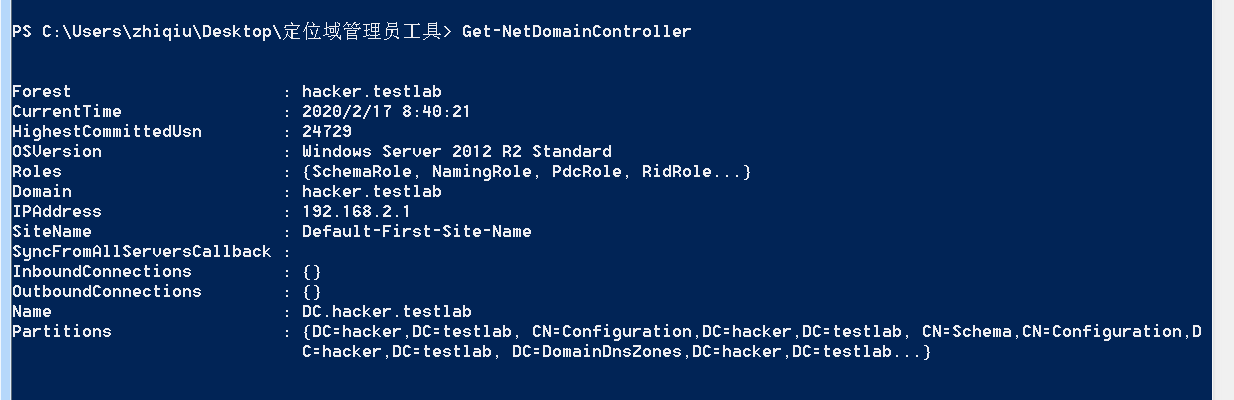 PS C:\Users\zhiqiu\Desktop\定位域管理员工具> Get-NetDomainController
Forest : hacker.testlab
CurrentTime : 2020/2/17 8:40:21
HighestCommittedUsn : 24729
OSVersion : Windows Server 2012 R2 Standard
Roles : {SchemaRole, NamingRole, PdcRole, RidRole...}
Domain : hacker.testlab
IPAddress : 192.168.2.1
SiteName : Default-First-Site-Name
SyncFromAllServersCallback :
InboundConnections : {}
OutboundConnections : {}
Name : DC.hacker.testlab
Partitions : {DC=hacker,DC=testlab, CN=Configuration,DC=hacker,DC=testlab, CN=Schema,CN=Configuration,D
C=hacker,DC=testlab, DC=DomainDnsZones,DC=hacker,DC=testlab...}